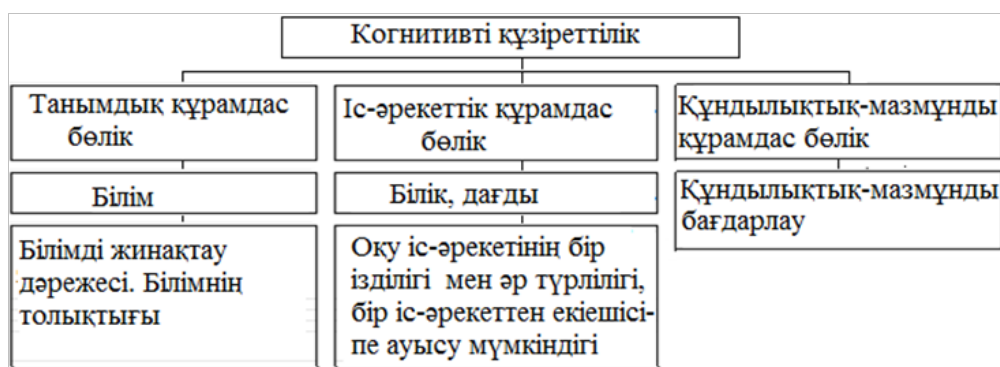 Когнитивті құзіреттілік
Танымдық құрамдас
бөлік
Іс-әрекеттік құрамдас
бөлік
Құндылықтық-мазмұнды
құрамдас бөлік
Білім
Білік, дағды
Құндылықтық-мазмұнды
бағдарлау
Білімді жинақтау
дәрежесі. Білімнің
толықтығы
Оқу іс-әрекетінің бір
ізділігі мен әр түрлілігі,
бір іс-әрекеттен екіешісі-
пе ауысу мүмкіндігі